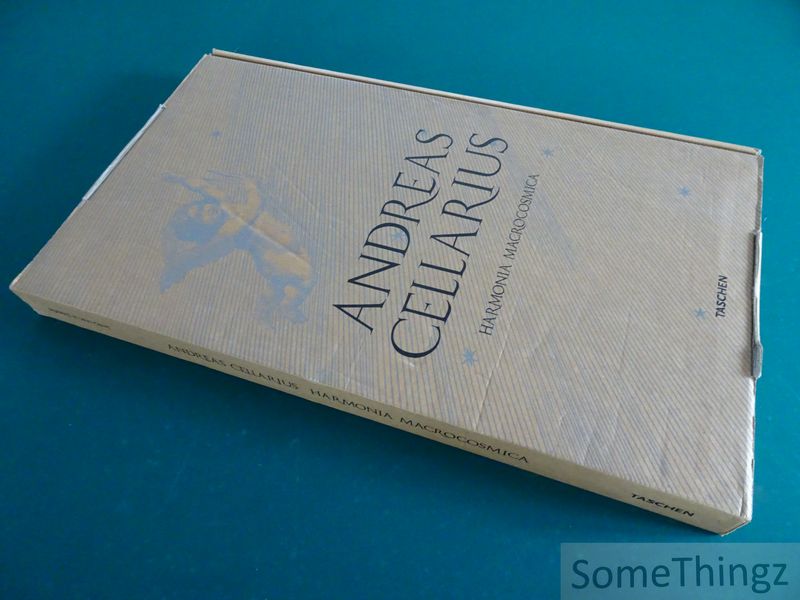 ANDREAS
CELLARIUS
HARMONIA MACROCOSMICA
TASCHEN
ANDREAS CELLARIUS HARMONIA MACROCOSMICA
TASCHEN
SomeThingz